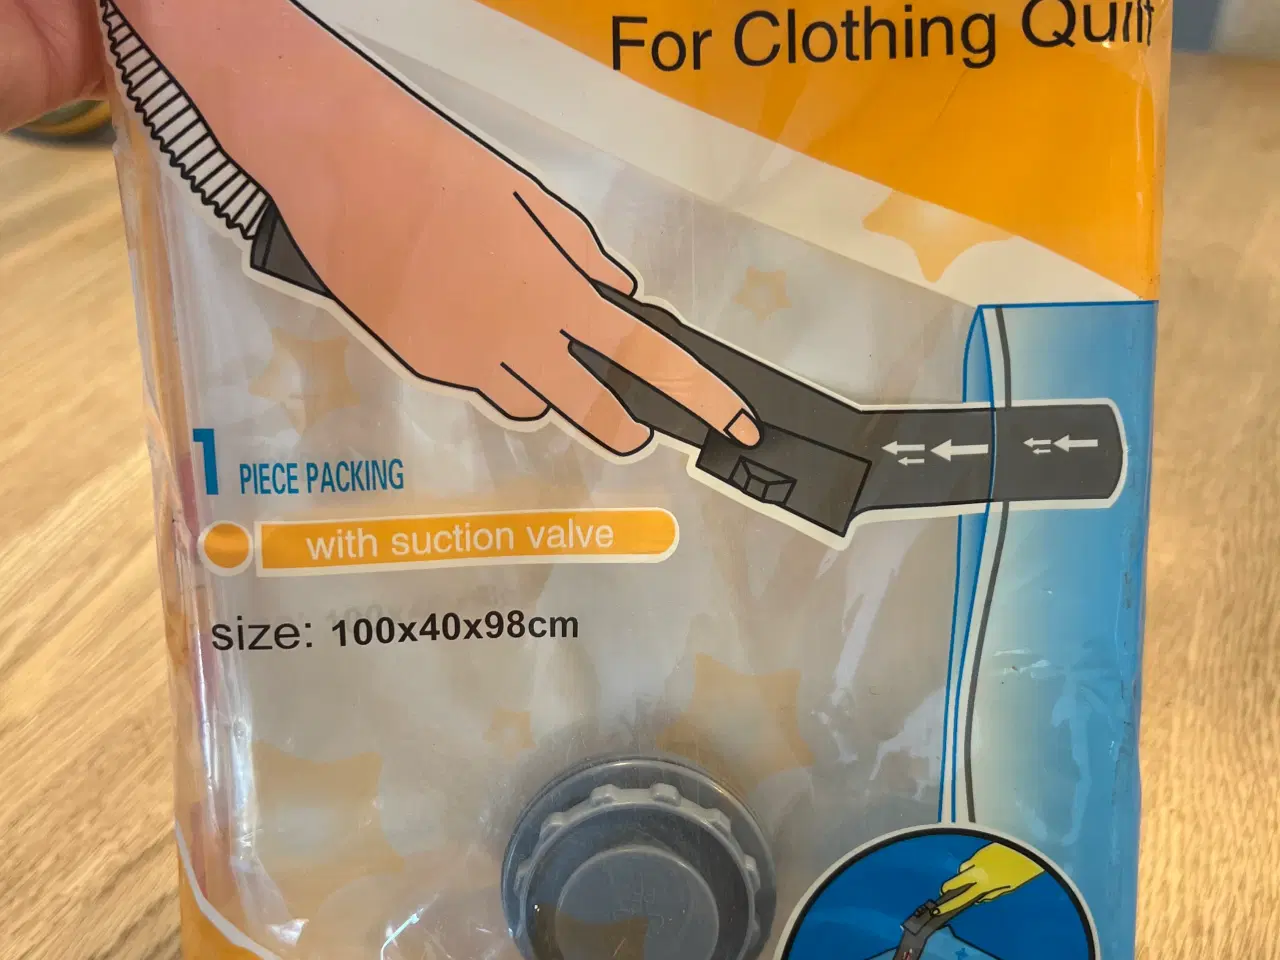 For Clothing Quilt
1 PIECE PACKING
with suction valve
size: 100x40x98cm